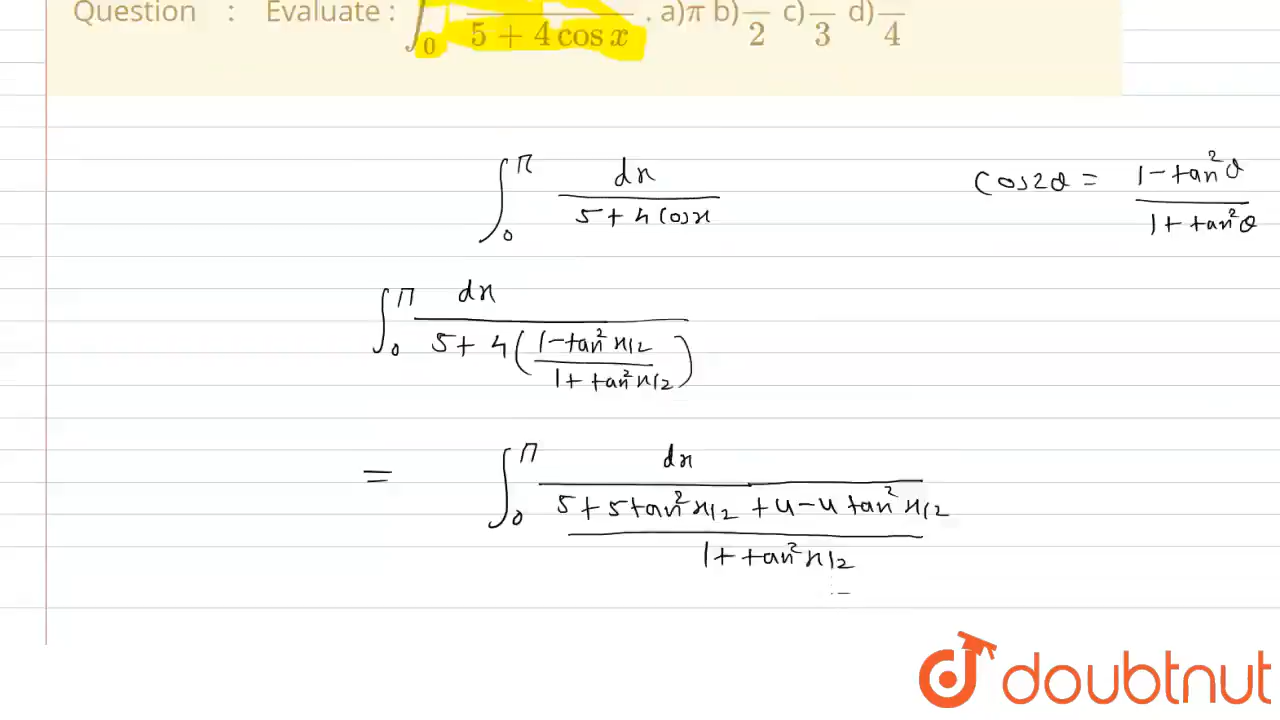 Question : Evaluate : ∫0 5 + 4 cos x . a)π b) 2 c) 3 d) 4
∫0^π dx / (5 + 4 cos x)
cos2θ = (1 - tan²θ) / (1 + tan²θ)
∫0^π dx / (5 + 4((1 - tan² x/2) / (1 + tan² x/2)))
= ∫0^π dx / ((5 + 5 tan² x/2 + 4 - 4 tan² x/2) / (1 + tan² x/2))
doubtnut